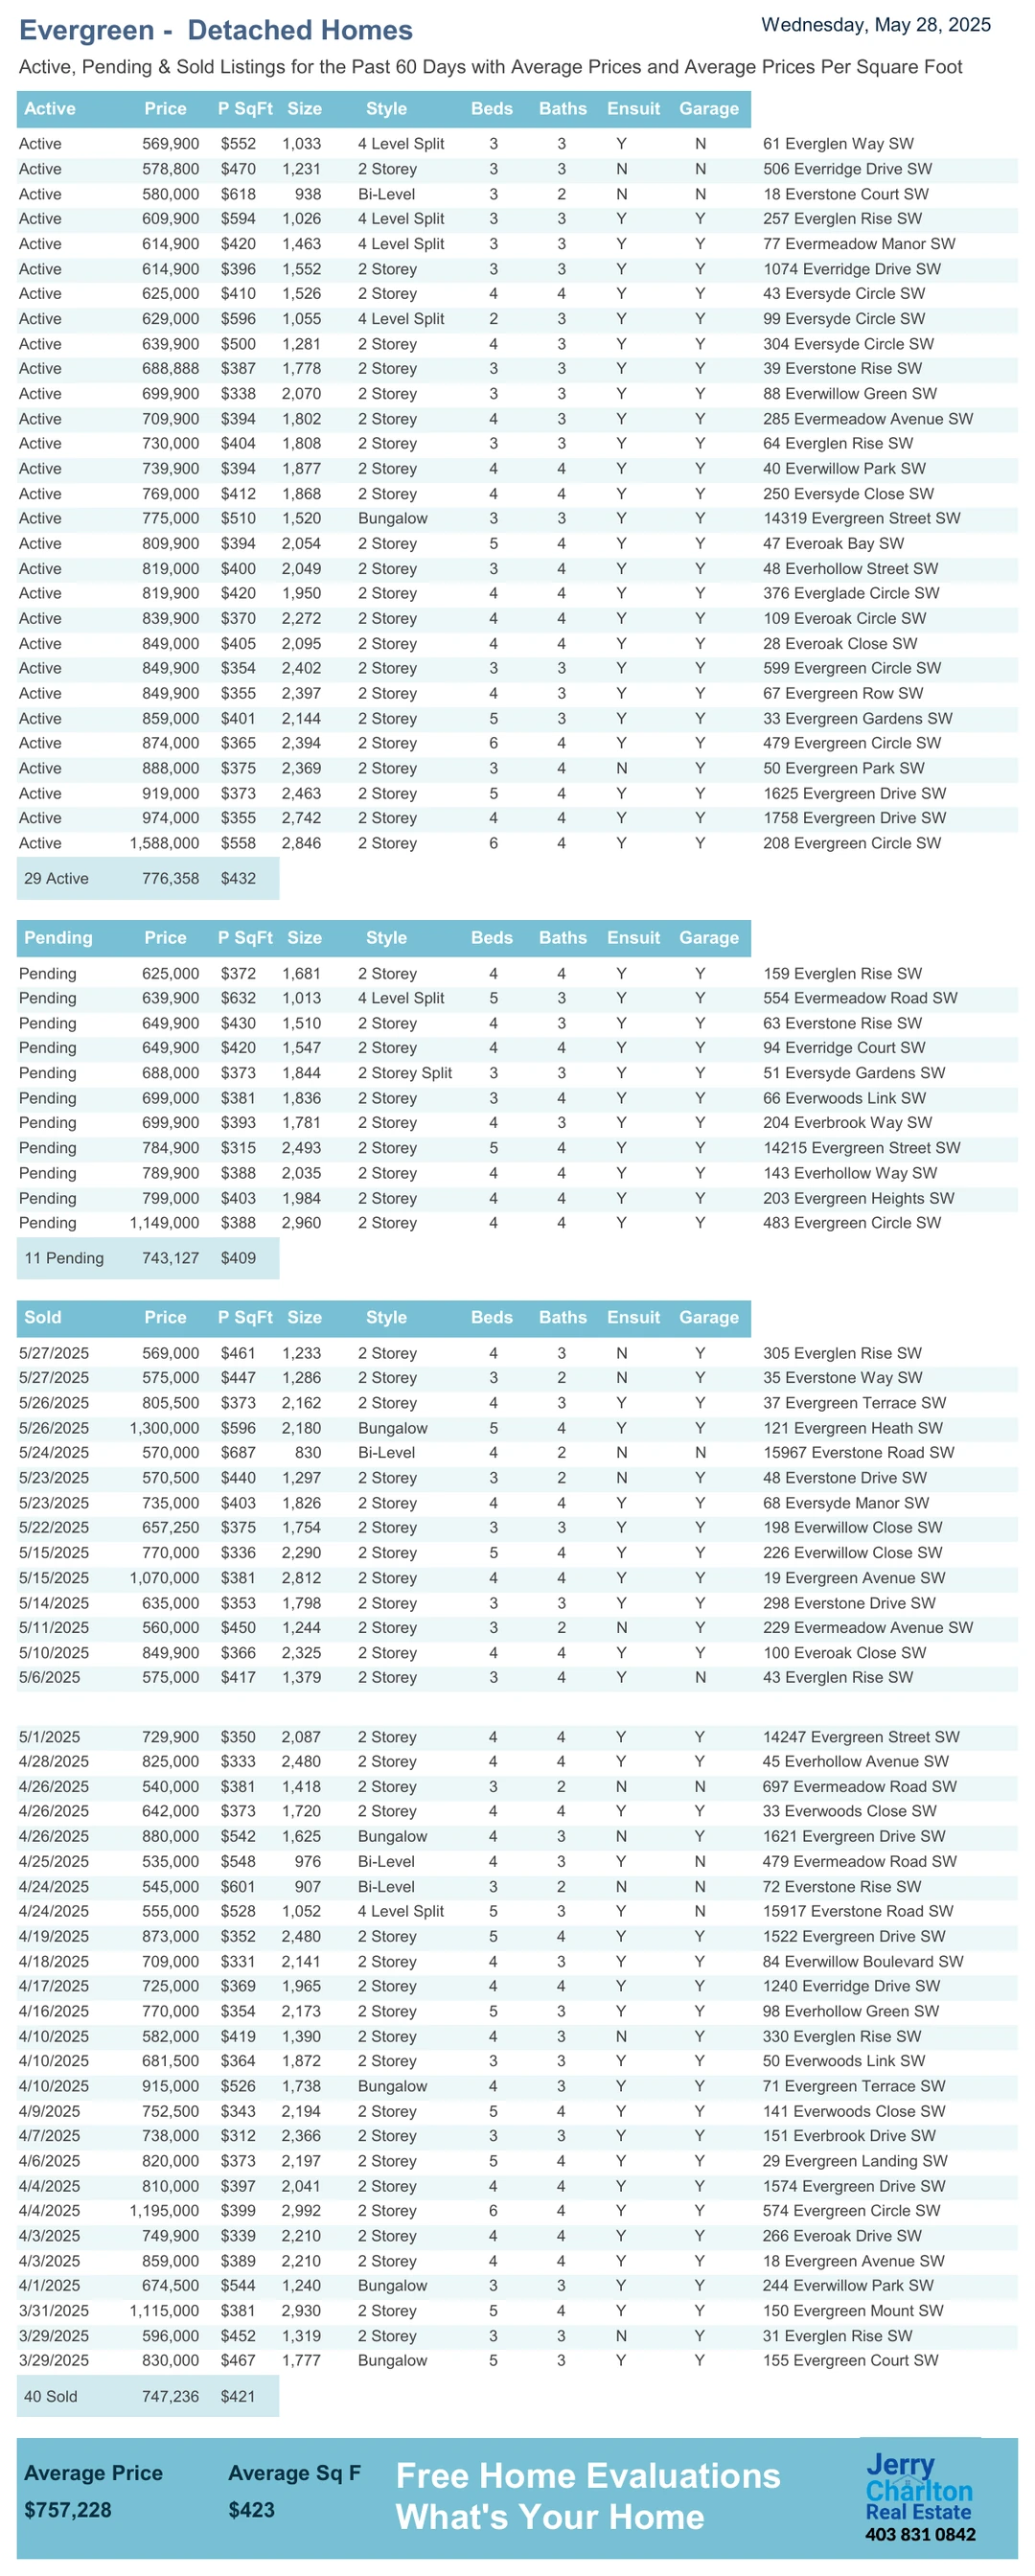 Evergreen - Detached Homes
Wednesday, May 28, 2025
Active, Pending & Sold Listings for the Past 60 Days with Average Prices and Average Prices Per Square Foot
Active Price P SqFt Size Style Beds Baths Ensuit Garage
Active 569,900 $552 1,033 4 Level Split 3 3 Y N 61 Everglen Way SW
Active 578,800 $470 1,231 2 Storey 3 3 N N 506 Everridge Drive SW
Active 580,000 $618 938 Bi-Level 3 2 N N 18 Everstone Court SW
Active 609,900 $594 1,026 4 Level Split 3 3 Y Y 257 Everglen Rise SW
Active 614,900 $420 1,463 4 Level Split 3 3 Y Y 77 Evermeadow Manor SW
Active 614,900 $396 1,552 2 Storey 3 3 Y Y 1074 Everridge Drive SW
Active 625,000 $410 1,526 2 Storey 4 4 Y Y 43 Eversyde Circle SW
Active 629,000 $596 1,055 4 Level Split 2 3 Y Y 99 Eversyde Circle SW
Active 639,900 $500 1,281 2 Storey 4 3 Y Y 304 Eversyde Circle SW
Active 688,888 $387 1,778 2 Storey 3 3 Y Y 39 Everstone Rise SW
Active 699,900 $338 2,070 2 Storey 3 3 Y Y 88 Everwillow Green SW
Active 709,900 $394 1,802 2 Storey 4 3 Y Y 285 Evermeadow Avenue SW
Active 730,000 $404 1,808 2 Storey 3 3 Y Y 64 Everglen Rise SW
Active 739,900 $394 1,877 2 Storey 4 4 Y Y 40 Everwillow Park SW
Active 769,000 $412 1,868 2 Storey 4 4 Y Y 250 Eversyde Close SW
Active 775,000 $510 1,520 Bungalow 3 3 Y Y 14319 Evergreen Street SW
Active 809,900 $394 2,054 2 Storey 5 4 Y Y 47 Everoak Bay SW
Active 819,000 $400 2,049 2 Storey 3 4 Y Y 48 Everhollow Street SW
Active 819,900 $420 1,950 2 Storey 4 4 Y Y 376 Everglade Circle SW
Active 839,900 $370 2,272 2 Storey 4 4 Y Y 109 Everoak Circle SW
Active 849,000 $405 2,095 2 Storey 4 4 Y Y 28 Everoak Close SW
Active 849,900 $354 2,402 2 Storey 3 3 Y Y 599 Evergreen Circle SW
Active 849,900 $355 2,397 2 Storey 4 3 Y Y 67 Evergreen Row SW
Active 859,000 $401 2,144 2 Storey 5 3 Y Y 33 Evergreen Gardens SW
Active 874,000 $365 2,394 2 Storey 6 4 Y Y 479 Evergreen Circle SW
Active 888,000 $375 2,369 2 Storey 3 4 N Y 50 Evergreen Park SW
Active 919,000 $373 2,463 2 Storey 5 4 Y Y 1625 Evergreen Drive SW
Active 974,000 $355 2,742 2 Storey 4 4 Y Y 1758 Evergreen Drive SW
Active 1,588,000 $558 2,846 2 Storey 6 4 Y Y 208 Evergreen Circle SW
29 Active 776,358 $432
Pending Price P SqFt Size Style Beds Baths Ensuit Garage
Pending 625,000 $372 1,681 2 Storey 4 4 Y Y 159 Everglen Rise SW
Pending 639,900 $632 1,013 4 Level Split 5 3 Y Y 554 Evermeadow Road SW
Pending 649,900 $430 1,510 2 Storey 4 3 Y Y 63 Everstone Rise SW
Pending 649,900 $420 1,547 2 Storey 4 4 Y Y 94 Everridge Court SW
Pending 688,000 $373 1,844 2 Storey Split 3 3 Y Y 51 Eversyde Gardens SW
Pending 699,000 $381 1,836 2 Storey 3 4 Y Y 66 Everwoods Link SW
Pending 699,900 $393 1,781 2 Storey 4 3 Y Y 204 Everbrook Way SW
Pending 784,900 $315 2,493 2 Storey 5 4 Y Y 14215 Evergreen Street SW
Pending 789,900 $388 2,035 2 Storey 4 4 Y Y 143 Everhollow Way SW
Pending 799,000 $403 1,984 2 Storey 4 4 Y Y 203 Evergreen Heights SW
Pending 1,149,000 $388 2,960 2 Storey 4 4 Y Y 483 Evergreen Circle SW
11 Pending 743,127 $409
Sold Price P SqFt Size Style Beds Baths Ensuit Garage
5/27/2025 569,000 $461 1,233 2 Storey 4 3 N Y 305 Everglen Rise SW
5/27/2025 575,000 $447 1,286 2 Storey 3 2 N Y 35 Everstone Way SW
5/26/2025 805,500 $373 2,162 2 Storey 4 3 Y Y 37 Evergreen Terrace SW
5/26/2025 1,300,000 $596 2,180 Bungalow 5 4 Y Y 121 Evergreen Heath SW
5/24/2025 570,000 $687 830 Bi-Level 4 2 N N 15967 Everstone Road SW
5/23/2025 570,500 $440 1,297 2 Storey 3 2 N Y 48 Everstone Drive SW
5/23/2025 735,000 $403 1,826 2 Storey 4 4 Y Y 68 Eversyde Manor SW
5/22/2025 657,250 $375 1,754 2 Storey 3 3 Y Y 198 Everwillow Close SW
5/15/2025 770,000 $336 2,290 2 Storey 5 4 Y Y 226 Everwillow Close SW
5/15/2025 1,070,000 $381 2,812 2 Storey 4 4 Y Y 19 Evergreen Avenue SW
5/14/2025 635,000 $353 1,798 2 Storey 3 3 Y Y 298 Everstone Drive SW
5/11/2025 560,000 $450 1,244 2 Storey 3 2 N Y 229 Evermeadow Avenue SW
5/10/2025 849,900 $366 2,325 2 Storey 4 4 Y Y 100 Everoak Close SW
5/6/2025 575,000 $417 1,379 2 Storey 3 4 Y N 43 Everglen Rise SW
5/1/2025 729,900 $350 2,087 2 Storey 4 4 Y Y 14247 Evergreen Street SW
4/28/2025 825,000 $333 2,480 2 Storey 4 4 Y Y 45 Everhollow Avenue SW
4/26/2025 540,000 $381 1,418 2 Storey 3 2 N N 697 Evermeadow Road SW
4/26/2025 642,000 $373 1,720 2 Storey 4 4 Y Y 33 Everwoods Close SW
4/26/2025 880,000 $542 1,625 Bungalow 4 3 N Y 1621 Evergreen Drive SW
4/25/2025 535,000 $548 976 Bi-Level 4 3 Y N 479 Evermeadow Road SW
4/24/2025 545,000 $601 907 Bi-Level 3 2 N N 72 Everstone Rise SW
4/24/2025 555,000 $528 1,052 4 Level Split 5 3 Y N 15917 Everstone Road SW
4/19/2025 873,000 $352 2,480 2 Storey 5 4 Y Y 1522 Evergreen Drive SW
4/18/2025 709,000 $331 2,141 2 Storey 4 3 Y Y 84 Everwillow Boulevard SW
4/17/2025 725,000 $369 1,965 2 Storey 4 4 Y Y 1240 Everridge Drive SW
4/16/2025 770,000 $354 2,173 2 Storey 5 3 Y Y 98 Everhollow Green SW
4/10/2025 582,000 $419 1,390 2 Storey 4 3 N Y 330 Everglen Rise SW
4/10/2025 681,500 $364 1,872 2 Storey 3 3 Y Y 50 Everwoods Link SW
4/10/2025 915,000 $526 1,738 Bungalow 4 3 Y Y 71 Evergreen Terrace SW
4/9/2025 752,500 $343 2,194 2 Storey 5 4 Y Y 141 Everwoods Close SW
4/7/2025 738,000 $312 2,366 2 Storey 3 3 Y Y 151 Everbrook Drive SW
4/6/2025 820,000 $373 2,197 2 Storey 5 4 Y Y 29 Evergreen Landing SW
4/4/2025 810,000 $397 2,041 2 Storey 4 4 Y Y 1574 Evergreen Drive SW
4/4/2025 1,195,000 $399 2,992 2 Storey 6 4 Y Y 574 Evergreen Circle SW
4/3/2025 749,900 $339 2,210 2 Storey 4 4 Y Y 266 Everoak Drive SW
4/3/2025 859,000 $389 2,210 2 Storey 4 4 Y Y 18 Evergreen Avenue SW
4/1/2025 674,500 $544 1,240 Bungalow 3 3 Y Y 244 Everwillow Park SW
3/31/2025 1,115,000 $381 2,930 2 Storey 5 4 Y Y 150 Evergreen Mount SW
3/29/2025 596,000 $452 1,319 2 Storey 3 3 N Y 31 Everglen Rise SW
3/29/2025 830,000 $467 1,777 Bungalow 5 3 Y Y 155 Evergreen Court SW
40 Sold 747,236 $421
Average Price Average Sq F
$757,228 $423
Free Home Evaluations
What's Your Home
Jerry
Charlton
Real Estate
403 831 0842